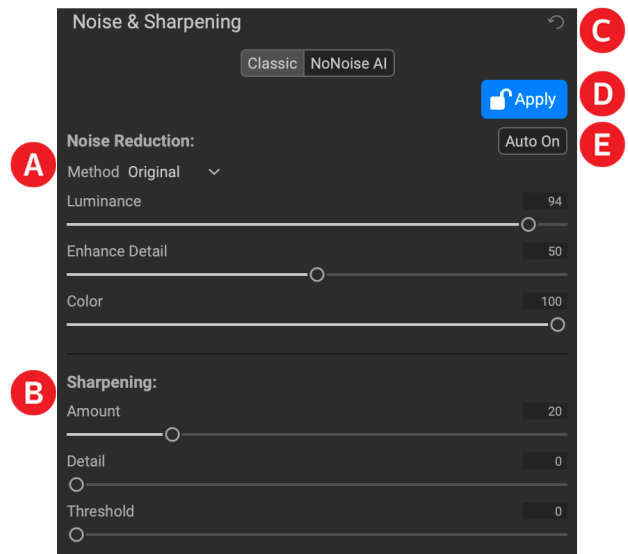 Noise & Sharpening
C
Classic NoNoise AI
Apply
D
Noise Reduction:
Auto On
E
A
Method Original
Luminance 94
Enhance Detail 50
Color 100
Sharpening:
B
Amount 20
Detail 0
Threshold 0